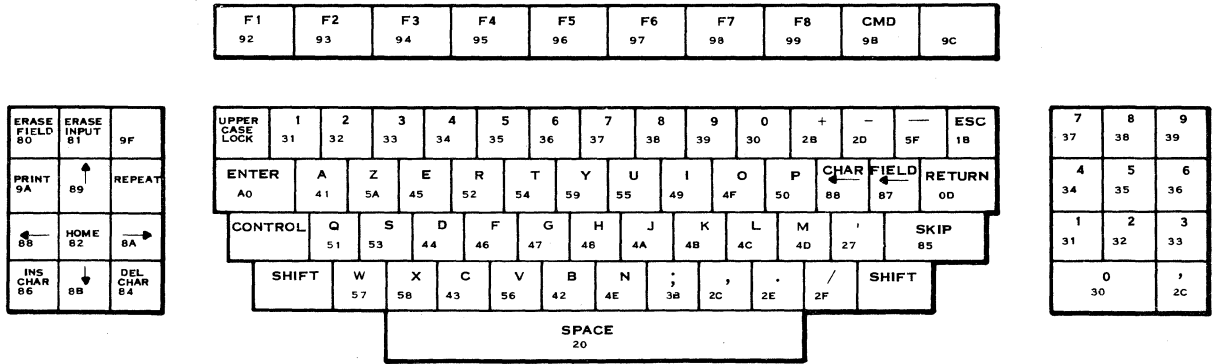 F1 F2 F3 F4 F5 F6 F7 F8 CMD
92 93 94 95 96 97 98 99 9B 9C
ERASE FIELD 80 ERASE INPUT 81 9F
PRINT 9A ↑ 89 REPEAT
← 88 HOME 82 → 8A
INS CHAR 86 ↓ 8B DEL CHAR 84
UPPER CASE LOCK 1 2 3 4 5 6 7 8 9 0 + − — ESC
31 32 33 34 35 36 37 38 39 30 2B 2D 5F 1B
ENTER A Z E R T Y U I O P CHAR ← FIELD ← RETURN
A0 41 5A 45 52 54 59 55 49 4F 50 88 87 0D
CONTROL Q S D F G H J K L M ' SKIP
51 53 44 46 47 48 4A 4B 4C 4D 27 85
SHIFT W X C V B N ; , . / SHIFT
57 58 43 56 42 4E 3B 2C 2E 2F
SPACE
20
7 8 9
37 38 39
4 5 6
34 35 36
1 2 3
31 32 33
0 ,
30 2C